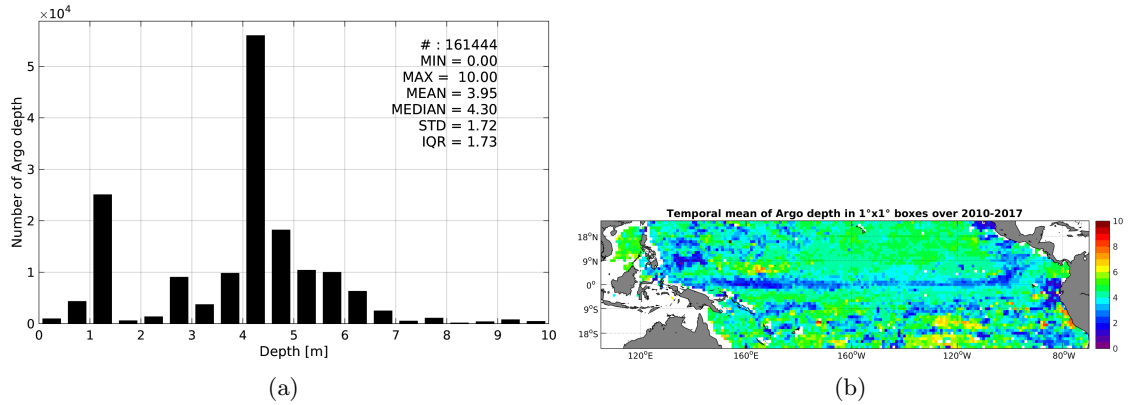 ×10⁴
5
4
3
2
1
0
Number of Argo depth
# : 161444
MIN = 0.00
MAX = 10.00
MEAN = 3.95
MEDIAN = 4.30
STD = 1.72
IQR = 1.73
0 1 2 3 4 5 6 7 8 9 10
Depth [m]
(a)
Temporal mean of Argo depth in 1°x1° boxes over 2010-2017
18°N
9°N
0°
9°S
18°S
120°E 160°E 160°W 120°W 80°W
10
8
6
4
2
0
(b)